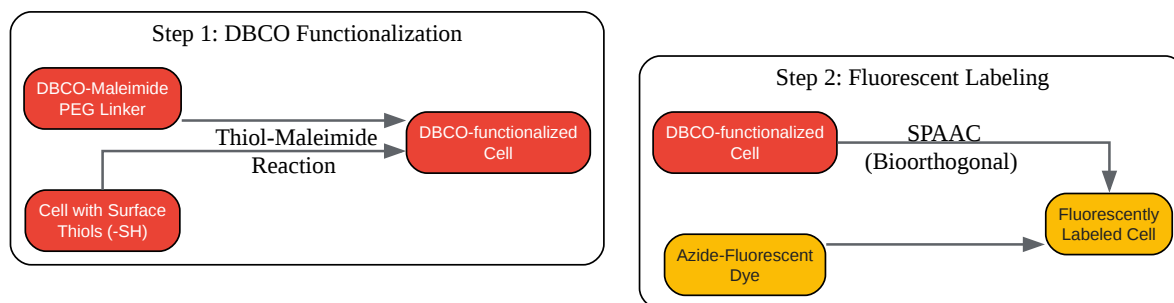 Step 1: DBCO Functionalization
DBCO-Maleimide
PEG Linker
Thiol-Maleimide
Reaction
DBCO-functionalized
Cell
Cell with Surface
Thiols (-SH)
Step 2: Fluorescent Labeling
DBCO-functionalized
Cell
SPAAC
(Bioorthogonal)
Fluorescently
Labeled Cell
Azide-Fluorescent
Dye